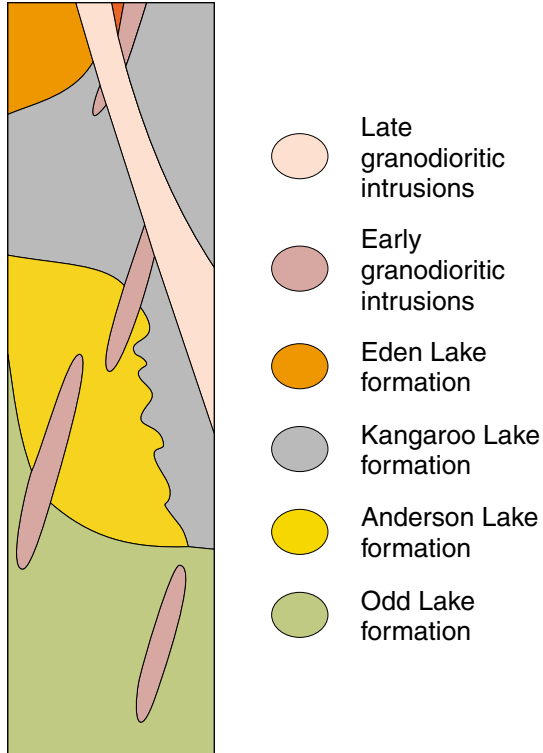 Late
granodioritic
intrusions
Early
granodioritic
intrusions
Eden Lake
formation
Kangaroo Lake
formation
Anderson Lake
formation
Odd Lake
formation